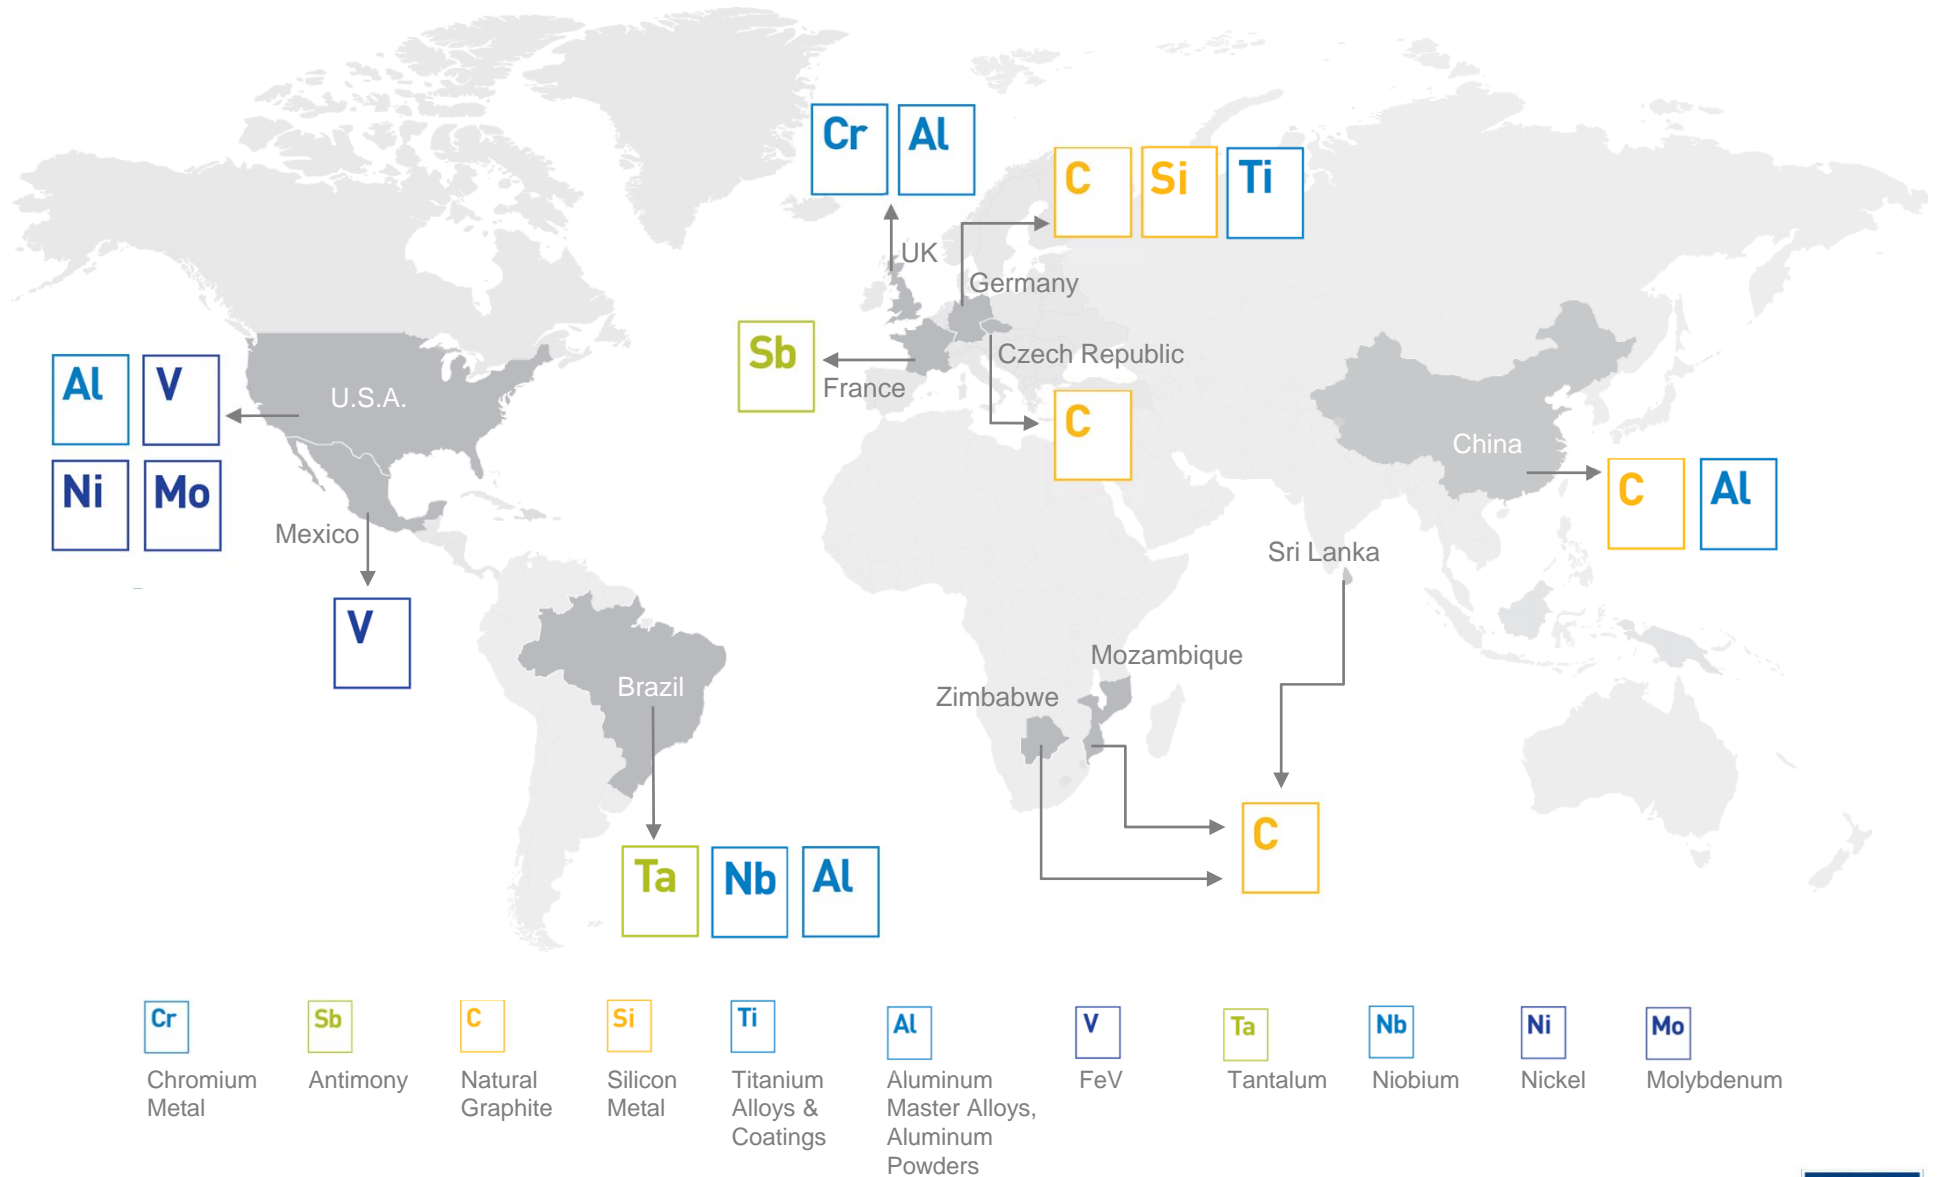 Cr Al
C Si Ti
UK
Germany
Sb
Czech Republic
France
C
Al V
U.S.A.
Ni Mo
Mexico
V
China
C Al
Sri Lanka
Mozambique
Zimbabwe
Brazil
C
Ta Nb Al
Cr
Chromium
Metal
Sb
Antimony
C
Natural
Graphite
Si
Silicon
Metal
Ti
Titanium
Alloys &
Coatings
Al
Aluminum
Master Alloys,
Aluminum
Powders
V
FeV
Ta
Tantalum
Nb
Niobium
Ni
Nickel
Mo
Molybdenum